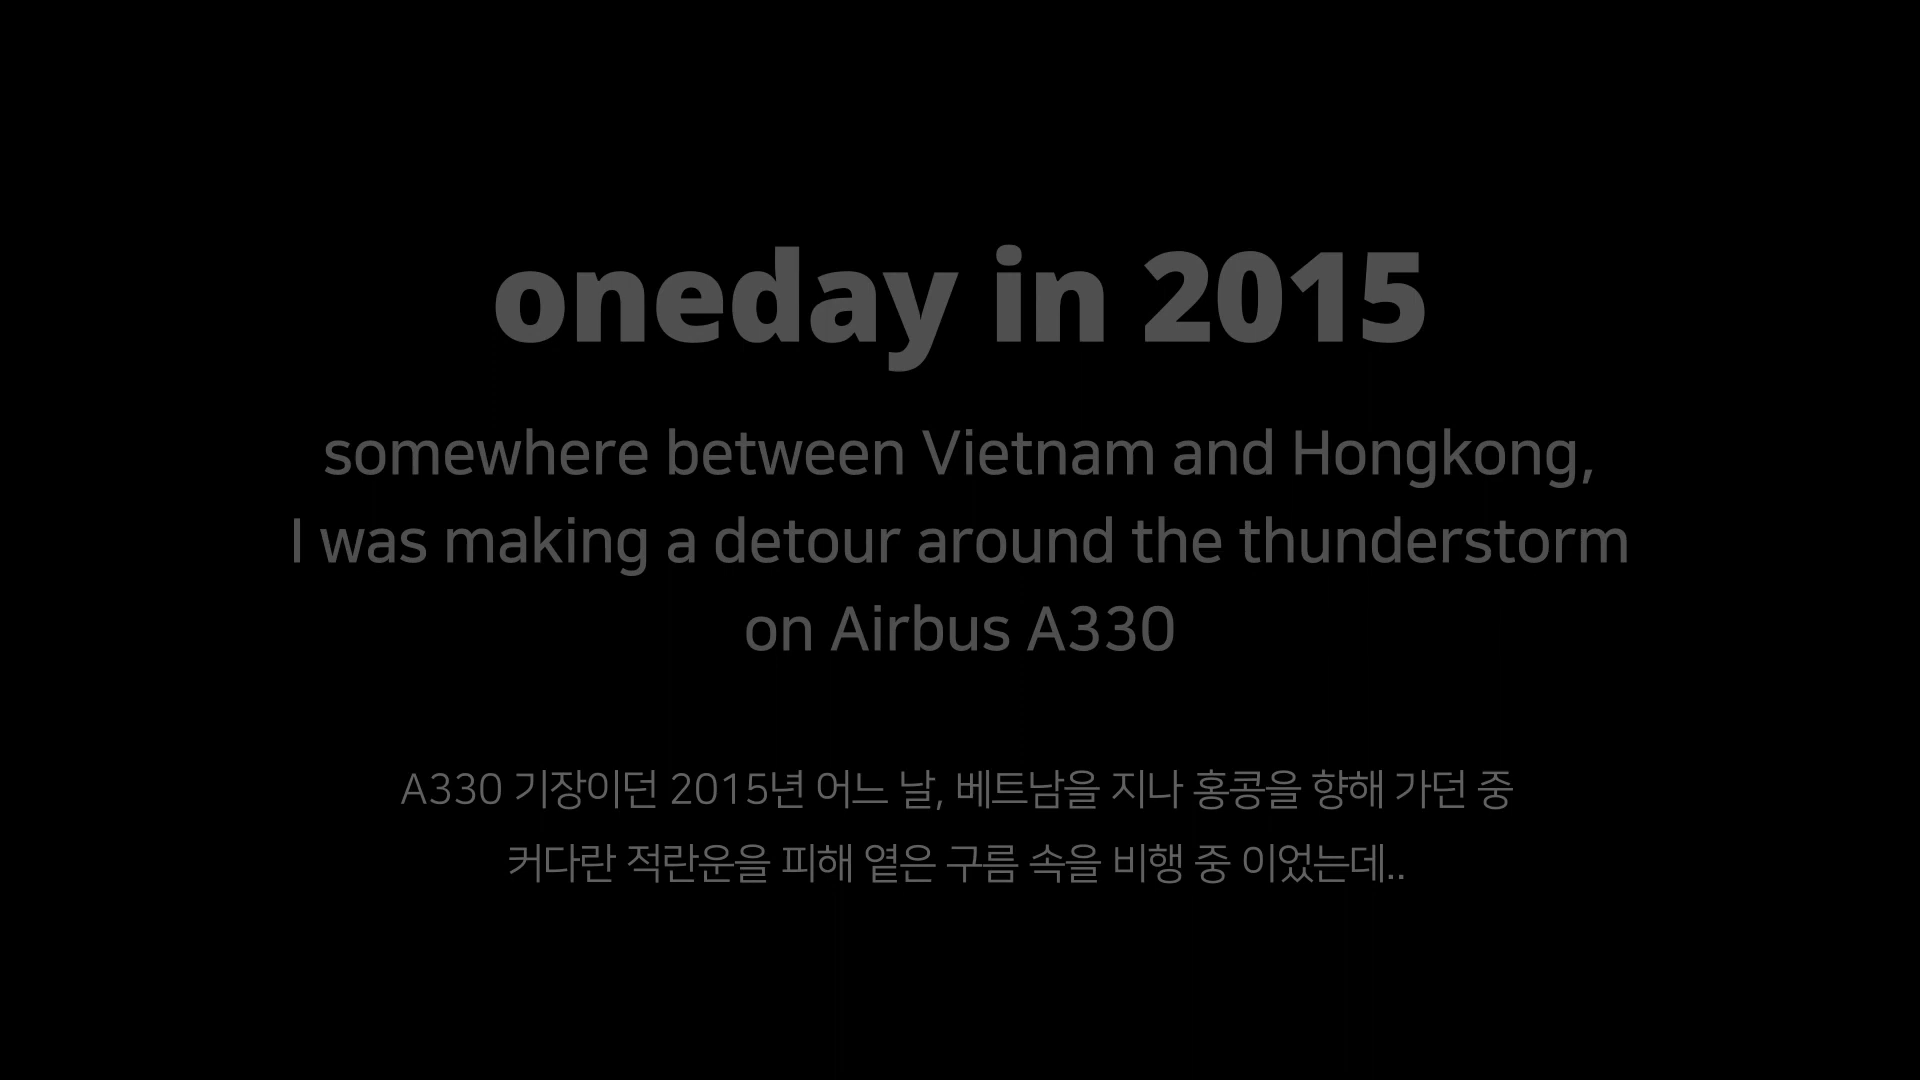 oneday in 2015
somewhere between Vietnam and Hongkong,
I was making a detour around the thunderstorm
on Airbus A330
A330 기장이던 2015년 어느 날, 베트남을 지나 홍콩을 향해 가던 중
커다란 적란운을 피해 옅은 구름 속을 비행 중 이었는데..